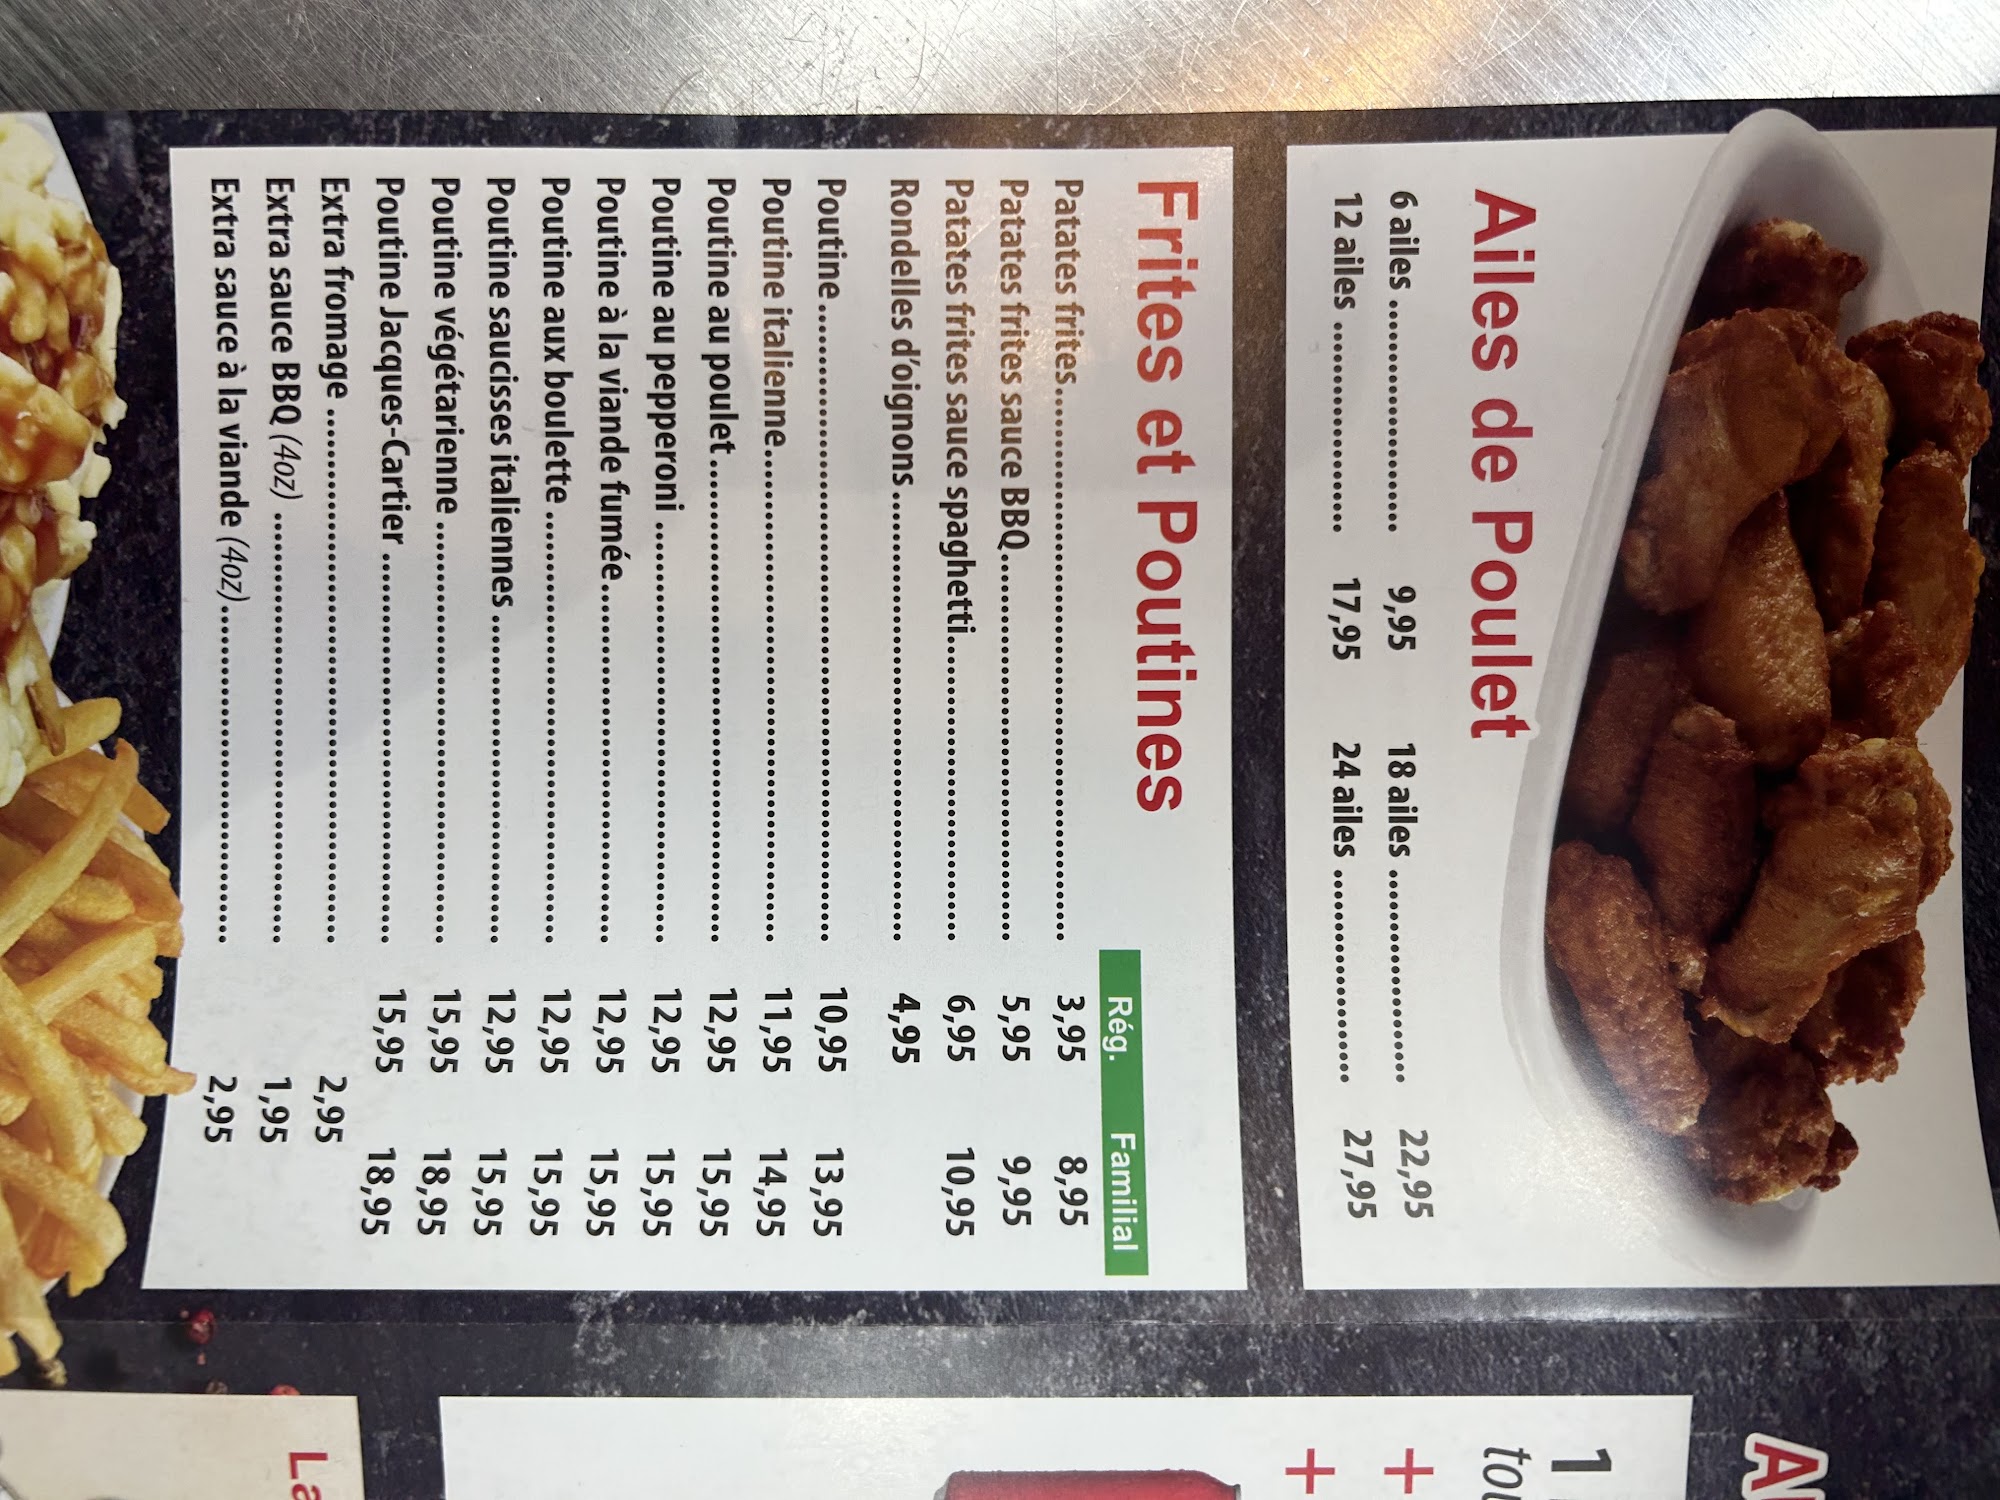 Ailes de Poulet
6 ailes ........................ 9,95 18 ailes ........................ 22,95
12 ailes ...................... 17,95 24 ailes ........................ 27,95
Frites et Poutines
Rég. Familial
Patates frites.................................................. 3,95 8,95
Patates frites sauce BBQ.................................. 5,95 9,95
Patates frites sauce spaghetti.......................... 6,95 10,95
Rondelles d'oignons........................................ 4,95
Poutine............................................................ 10,95 13,95
Poutine italienne.............................................. 11,95 14,95
Poutine au poulet............................................. 12,95 15,95
Poutine au pepperoni ...................................... 12,95 15,95
Poutine à la viande fumée................................ 12,95 15,95
Poutine aux boulette ........................................ 12,95 15,95
Poutine saucisses italiennes ............................ 12,95 15,95
Poutine végétarienne ...................................... 15,95 18,95
Poutine Jacques-Cartier ................................... 15,95 18,95
Extra fromage .................................................. 2,95
Extra sauce BBQ (4oz) ...................................... 1,95
Extra sauce à la viande (4oz)............................ 2,95
1
+
+
La